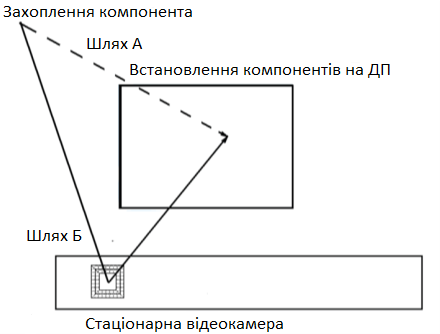 Захоплення компонента
Шлях А
Встановлення компонентів на ДП
Шлях Б
Стаціонарна відеокамера